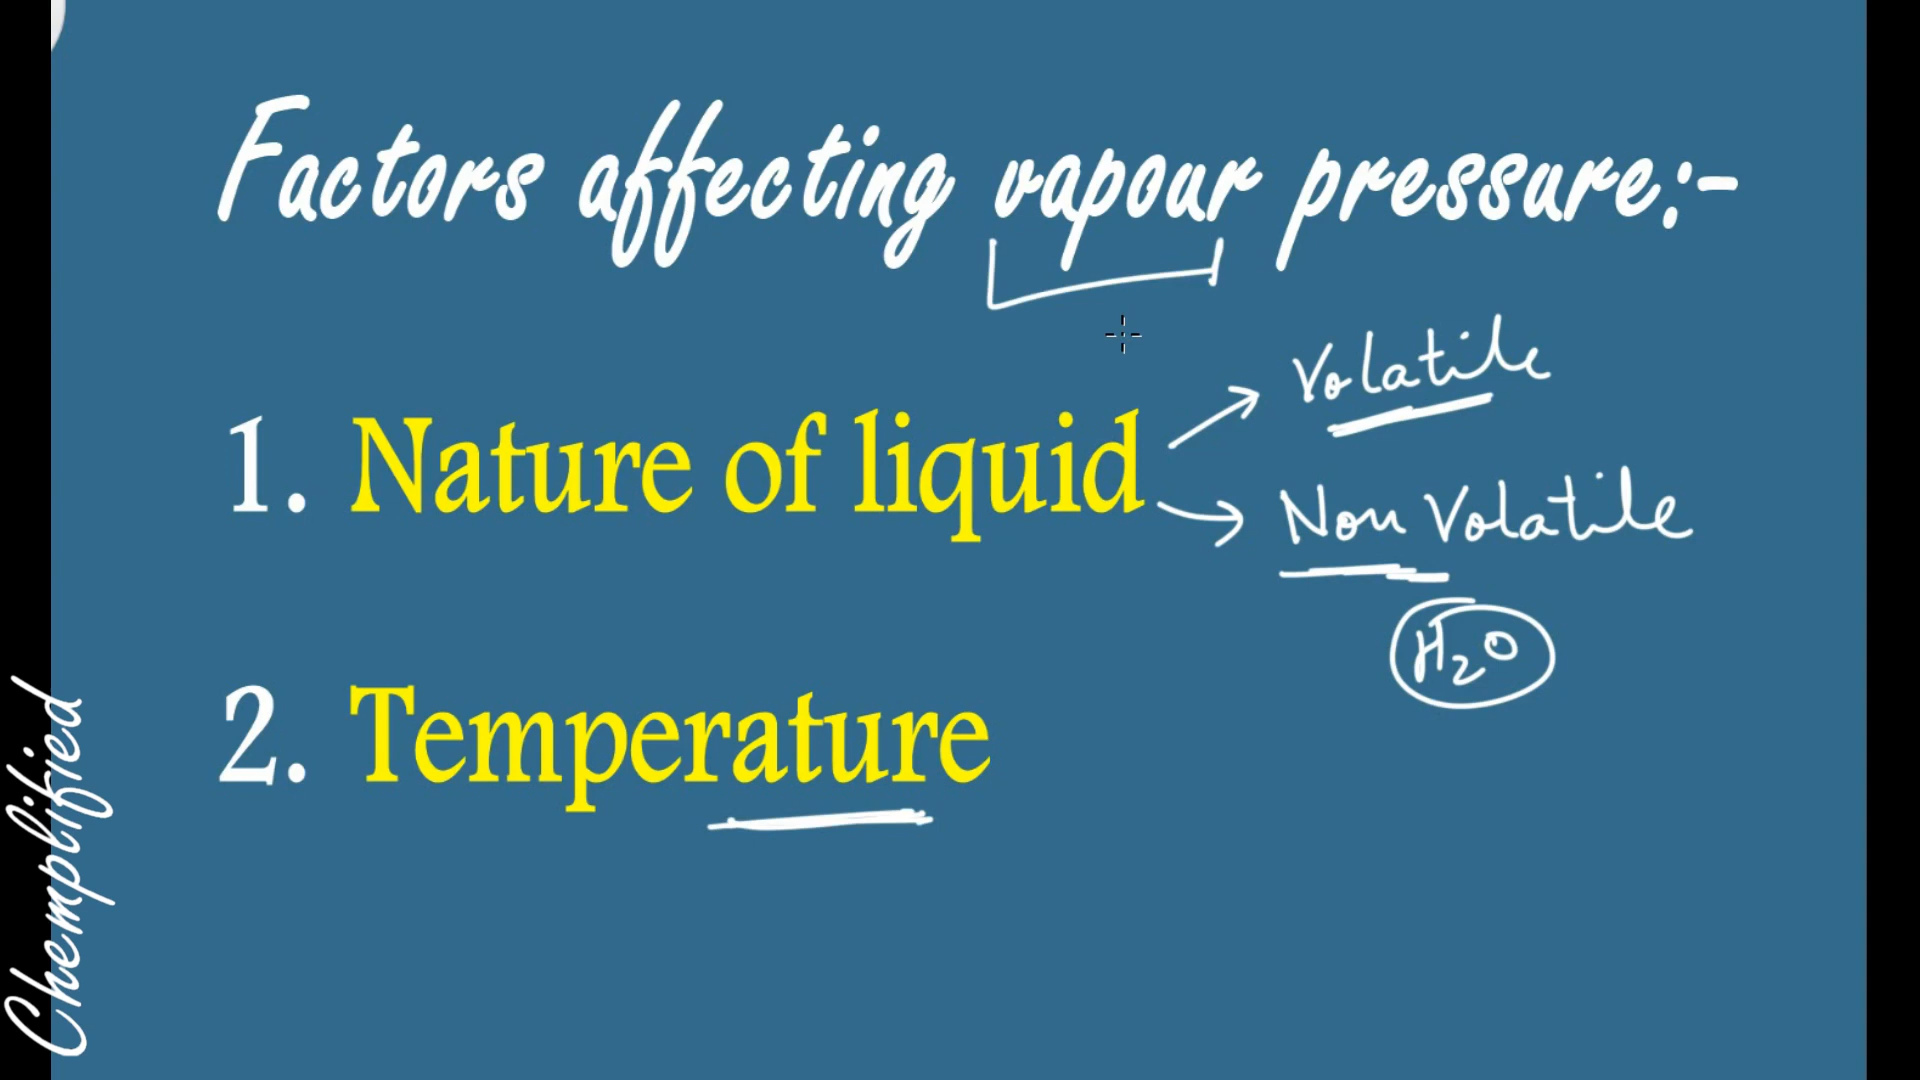 Factors affecting vapour pressure:-
Volatile
1. Nature of liquid
Non Volatile
H2O
2. Temperature
Chemplified